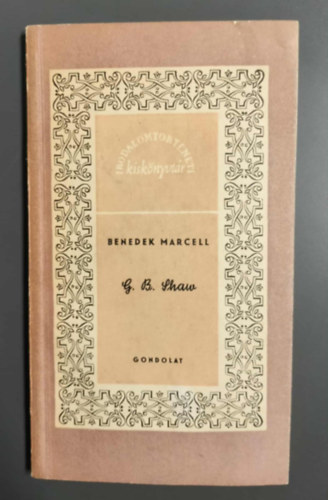 IRODALOMTÖRTÉNETI
kiskönyvtár
BENEDEK MARCELL
G. B. Shaw
GONDOLAT